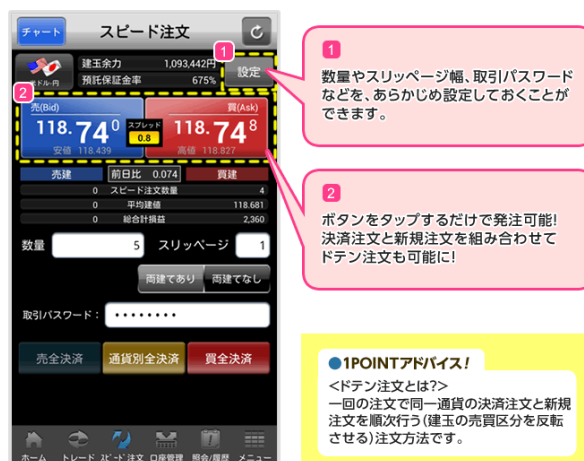 チャート
スピード注文
ドル-円
建玉余力 1,093,442円
預託保証金率 675%
1
設定
2
売(Bid)
買(Ask)
118.740
スプレッド
0.8
118.748
安値 118.439
高値 118.827
売建
前日比 0.074
買建
0 スピード注文数量 4
0 平均建値 118.681
0 総合計損益 2,360
数量 5 スリッページ 1
両建てあり 両建てなし
取引パスワード: ••••••••
売全決済 通貨別全決済 買全決済
ホーム トレード スピード注文 口座管理 照会/履歴 メニュー
1
数量やスリッページ幅、取引パスワード
などを、あらかじめ設定しておくことが
できます。
2
ボタンをタップするだけで発注可能!
決済注文と新規注文を組み合わせて
ドテン注文も可能に!
●1POINTアドバイス!
<ドテン注文とは?>
一回の注文で同一通貨の決済注文と新規
注文を順次行う(建玉の売買区分を反転
させる)注文方法です。